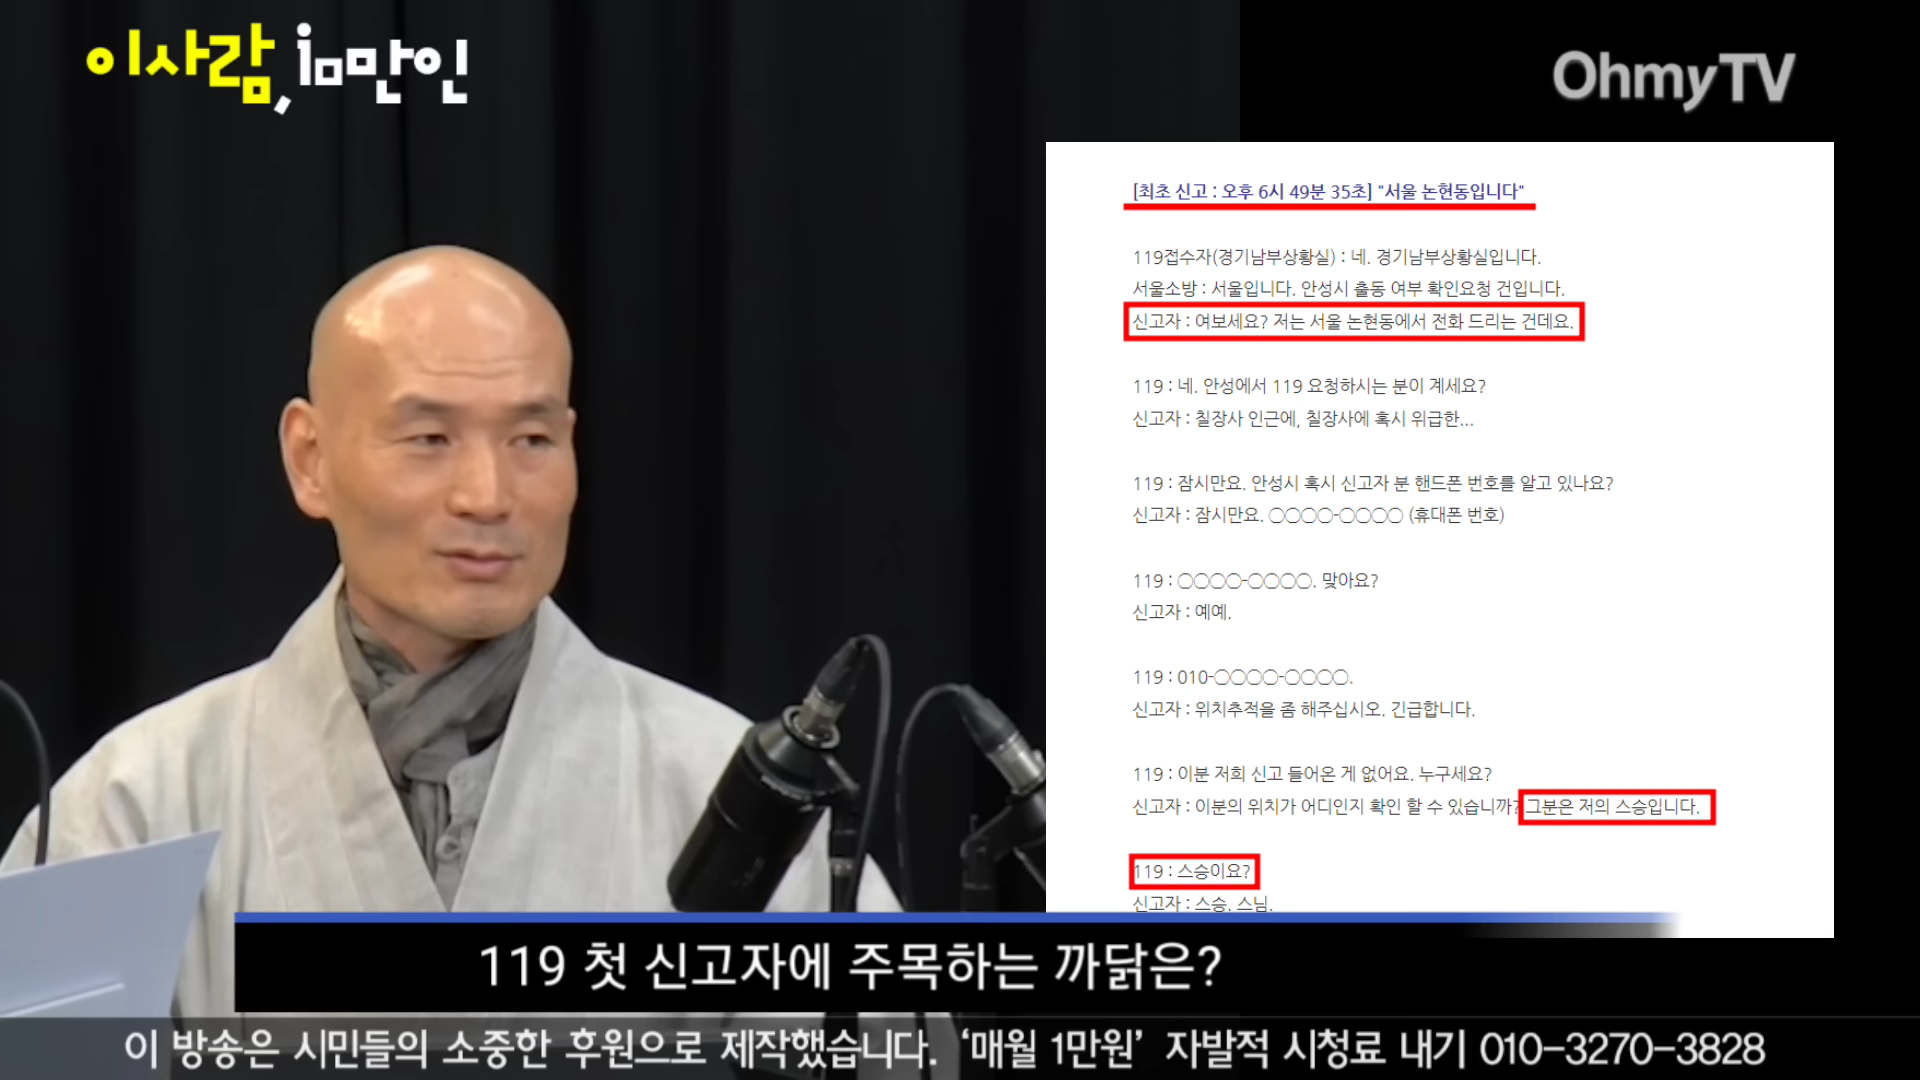 이사람, 10만인
OhmyTV
[최초 신고 : 오후 6시 49분 35초] "서울 논현동입니다"
119접수자(경기남부상황실) : 네. 경기남부상황실입니다.
서울소방 : 서울입니다. 안성시 출동 여부 확인요청 건입니다.
신고자 : 여보세요? 저는 서울 논현동에서 전화 드리는 건데요.
119 : 네. 안성에서 119 요청하시는 분이 계세요?
신고자 : 칠장사 인근에, 칠장사에 혹시 위급한...
119 : 잠시만요. 안성시 혹시 신고자 분 핸드폰 번호를 알고 있나요?
신고자 : 잠시만요. ○○○○-○○○○ (휴대폰 번호)
119 : ○○○○-○○○○. 맞아요?
신고자 : 예예.
119 : 010-○○○○-○○○○.
신고자 : 위치추적을 좀 해주십시오. 긴급합니다.
119 : 이분 저희 신고 들어온 게 없어요. 누구세요?
신고자 : 이분의 위치가 어디인지 확인 할 수 있습니까? 그분은 저의 스승입니다.
119 : 스승이요?
신고자 : 스승. 스님.
119 첫 신고자에 주목하는 까닭은?
이 방송은 시민들의 소중한 후원으로 제작했습니다. ‘매월 1만원’ 자발적 시청료 내기 010-3270-3828